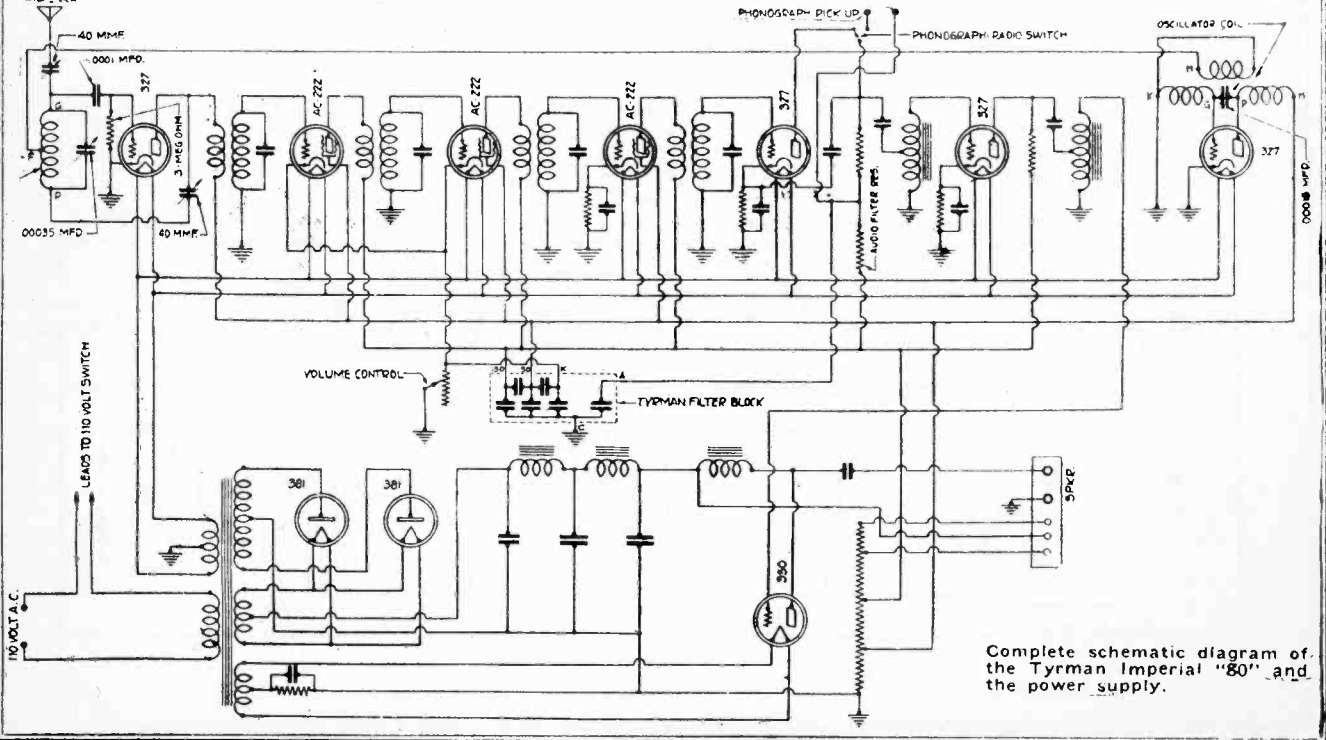 40 MMF.
.0001 MFD.
327
3-MEG OHM
.00035 MFD
40 MMF.
G
P
AC-222
AC-222
AC-222
327
PHONOGRAPH PICK UP
PHONOGRAPH-RADIO SWITCH
AUDIO FILTER RES.
327
OSCILLATOR COIL
M
K
G
P
M
327
VOLUME CONTROL
50
50
K
A
TYRMAN FILTER BLOCK
C
LEADS TO 110 VOLT SWITCH
110 VOLT A.C.
381
381
350
SPKR.
Complete schematic diagram of
the Tyrman Imperial "80" and
the power supply.